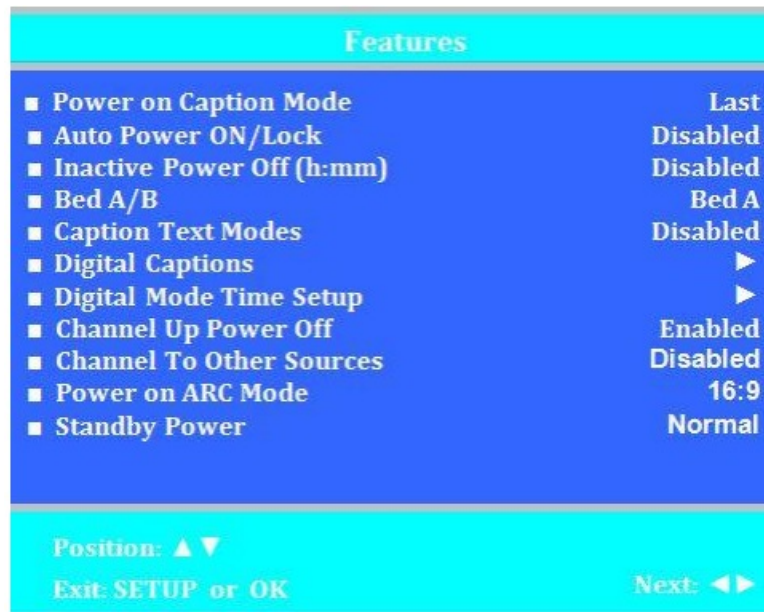 Features
■ Power on Caption Mode Last
■ Auto Power ON/Lock Disabled
■ Inactive Power Off (h:mm) Disabled
■ Bed A/B Bed A
■ Caption Text Modes Disabled
■ Digital Captions ►
■ Digital Mode Time Setup ►
■ Channel Up Power Off Enabled
■ Channel To Other Sources Disabled
■ Power on ARC Mode 16:9
■ Standby Power Normal
Position: ▲▼
Exit: SETUP or OK Next: ◄►